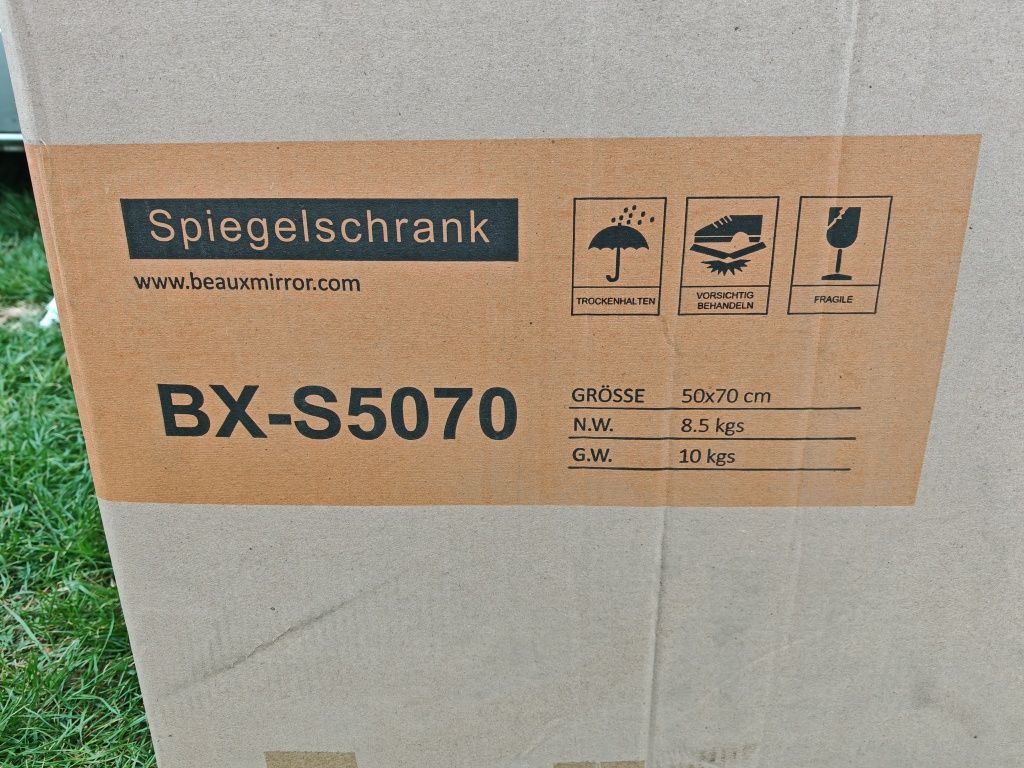 Spiegelschrank
www.beauxmirror.com
TROCKENHALTEN
VORSICHTIG
BEHANDELN
FRAGILE
BX-S5070
GRÖSSE 50x70 cm
N.W. 8.5 kgs
G.W. 10 kgs